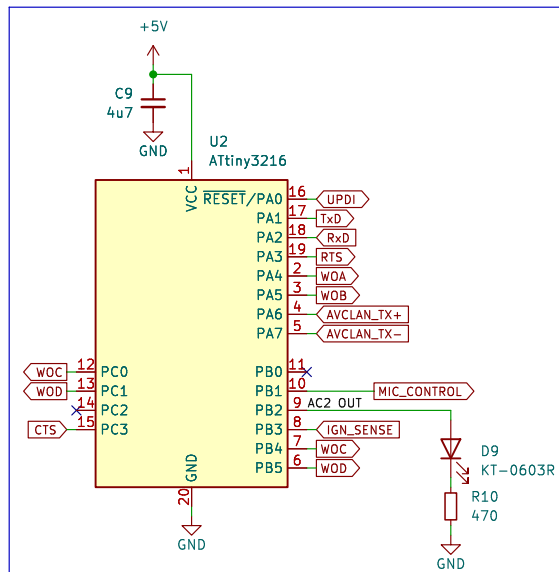 +5V
C9
4u7
GND
U2
ATtiny3216
1
VCC
RESET/PA0 16 UPDI
PA1 17 TxD
PA2 18 RxD
PA3 19 RTS
PA4 2 WOA
PA5 3 WOB
PA6 4 AVCLAN_TX+
PA7 5 AVCLAN_TX-
WOC 12 PC0 PB0 11
WOD 13 PC1 PB1 10 MIC_CONTROL
14 PC2 PB2 9 AC2 OUT
CTS 15 PC3 PB3 8 IGN_SENSE
PB4 7 WOC
PB5 6 WOD
GND
20
GND
D9
KT-0603R
R10
470
GND